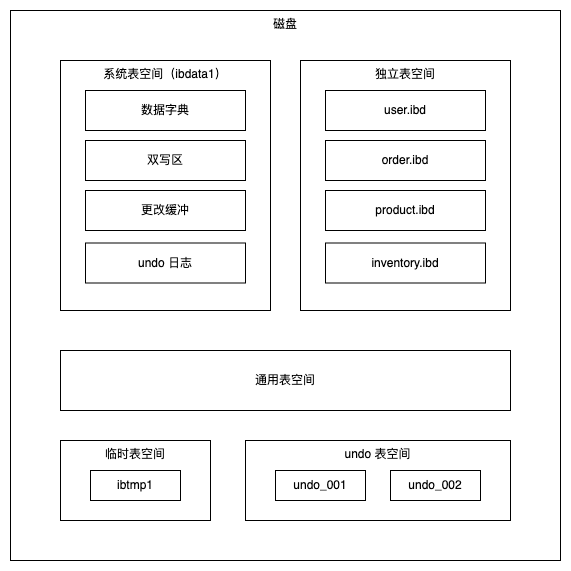 磁盘
系统表空间（ibdata1）
数据字典
双写区
更改缓冲
undo 日志
独立表空间
user.ibd
order.ibd
product.ibd
inventory.ibd
通用表空间
临时表空间
ibtmp1
undo 表空间
undo_001
undo_002